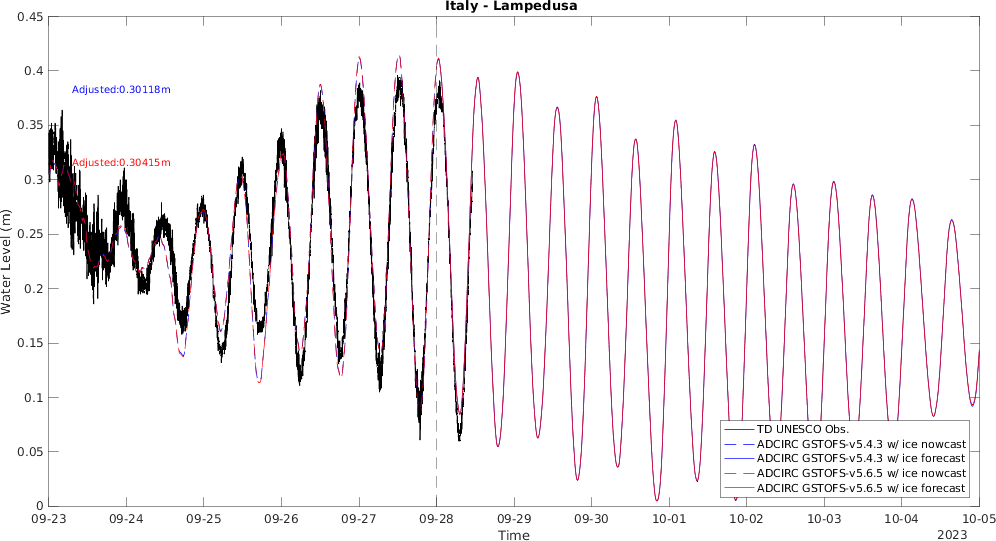 Italy - Lampedusa
0.45
0.4
0.35
0.3
0.25
0.2
0.15
0.1
0.05
0
Water Level (m)
Adjusted:0.30118m
Adjusted:0.30415m
TD UNESCO Obs.
ADCIRC GSTOFS-v5.4.3 w/ ice nowcast
ADCIRC GSTOFS-v5.4.3 w/ ice forecast
ADCIRC GSTOFS-v5.6.5 w/ ice nowcast
ADCIRC GSTOFS-v5.6.5 w/ ice forecast
09-23 09-24 09-25 09-26 09-27 09-28 09-29 09-30 10-01 10-02 10-03 10-04 10-05
Time
2023